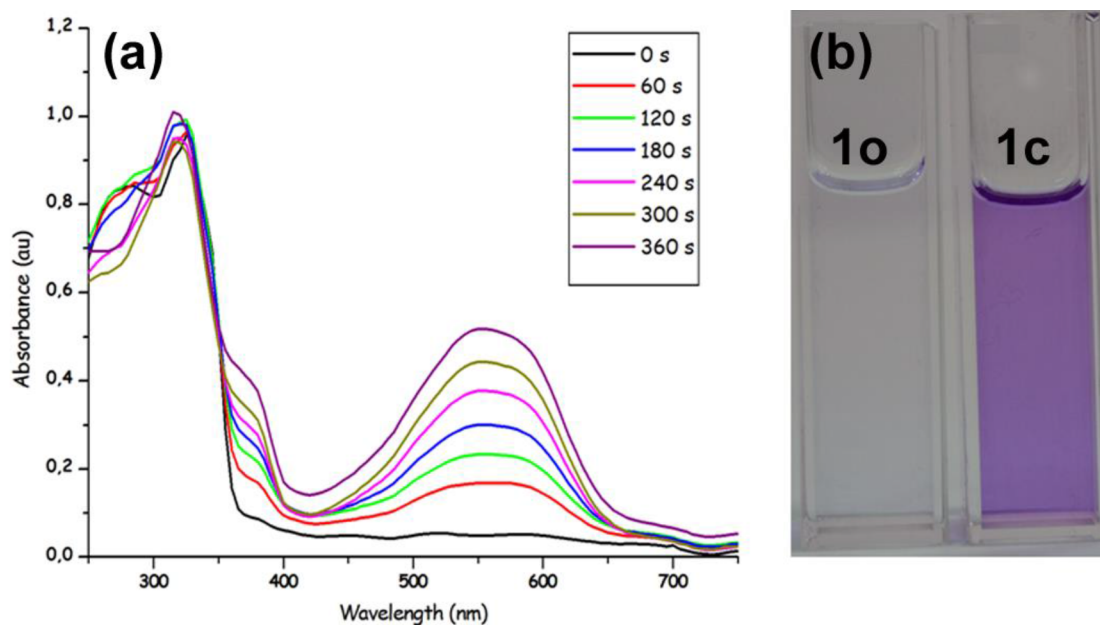 (a)
1,2
1,0
0,8
0,6
0,4
0,2
0,0
Absorbance (au)
300
400
500
600
700
Wavelength (nm)
0 s
60 s
120 s
180 s
240 s
300 s
360 s
(b)
1o
1c